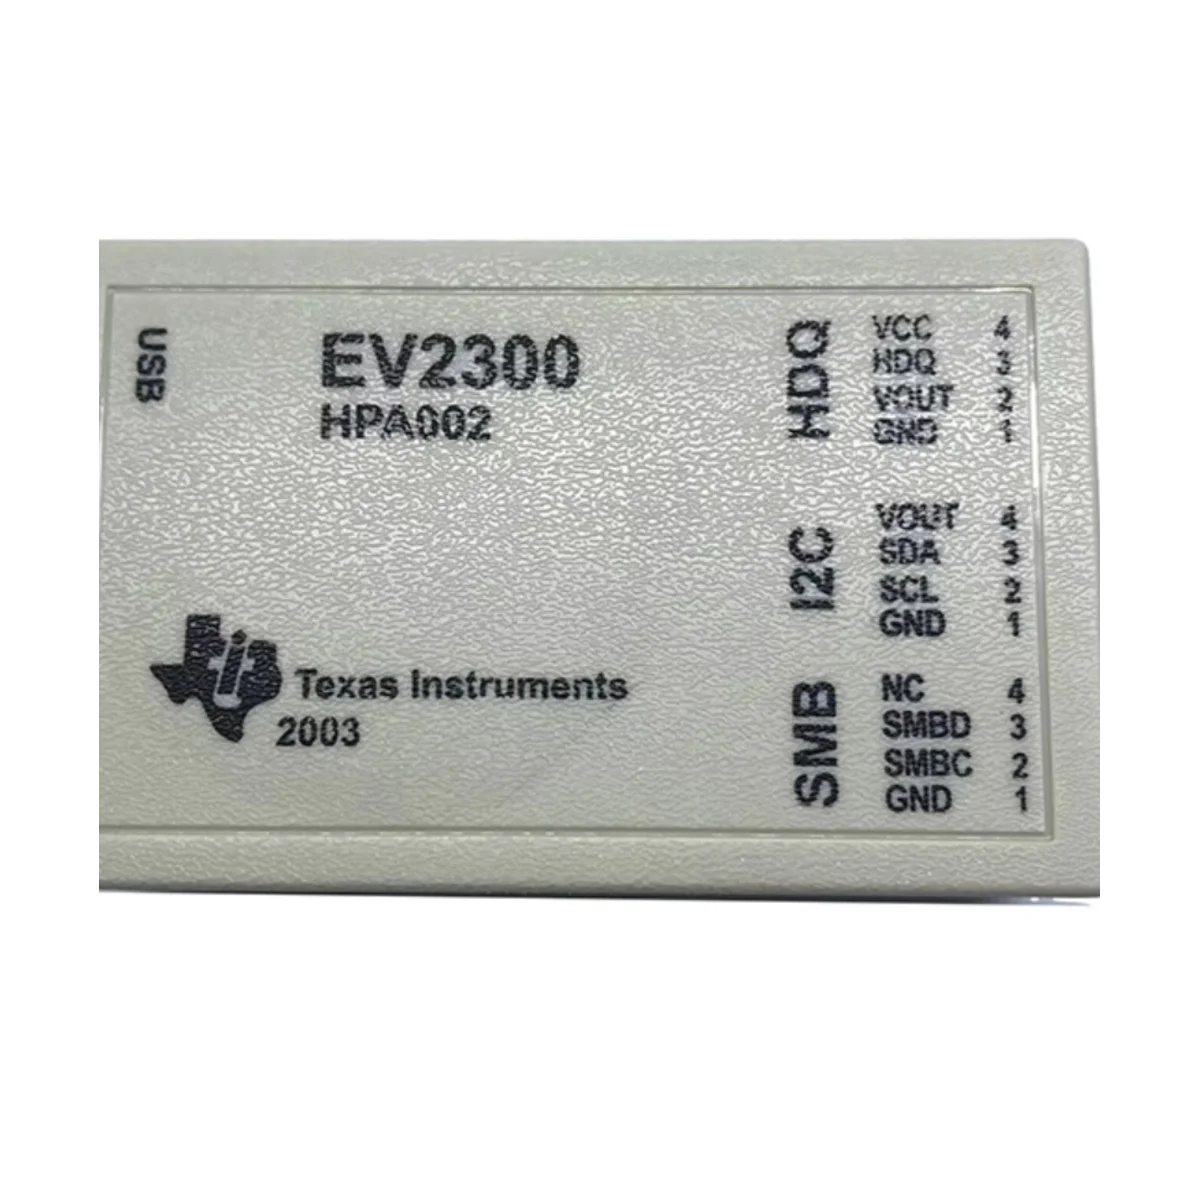 USB
EV2300
HPA002
HDQ
VCC 4
HDQ 3
VOUT 2
GND 1
I2C
VOUT 4
SDA 3
SCL 2
GND 1
SMB
NC 4
SMBD 3
SMBC 2
GND 1
ti Texas Instruments
2003